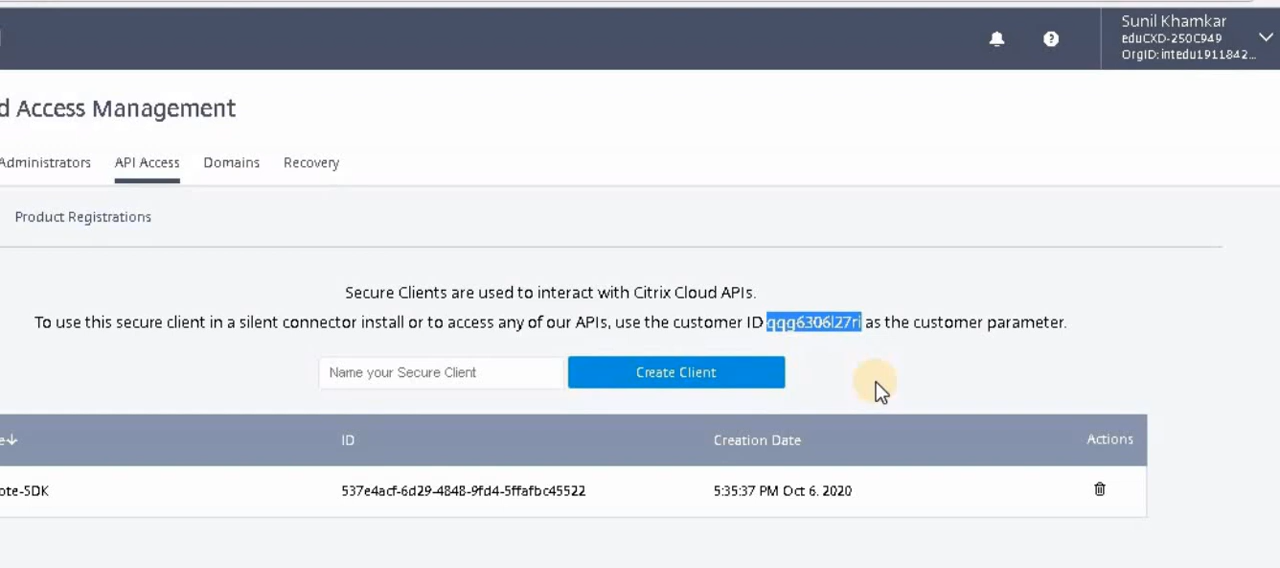 Sunil Khamkar
eduCXD-250C949
OrgID: intedu1911842...
d Access Management
Administrators API Access Domains Recovery
Product Registrations
Secure Clients are used to interact with Citrix Cloud APIs.
To use this secure client in a silent connector install or to access any of our APIs, use the customer ID as the customer parameter.
Name your Secure Client Create Client
e↓ ID Creation Date Actions
ote-SDK 537e4acf-6d29-4848-9fd4-5ffafbc45522 5:35:37 PM Oct 6, 2020